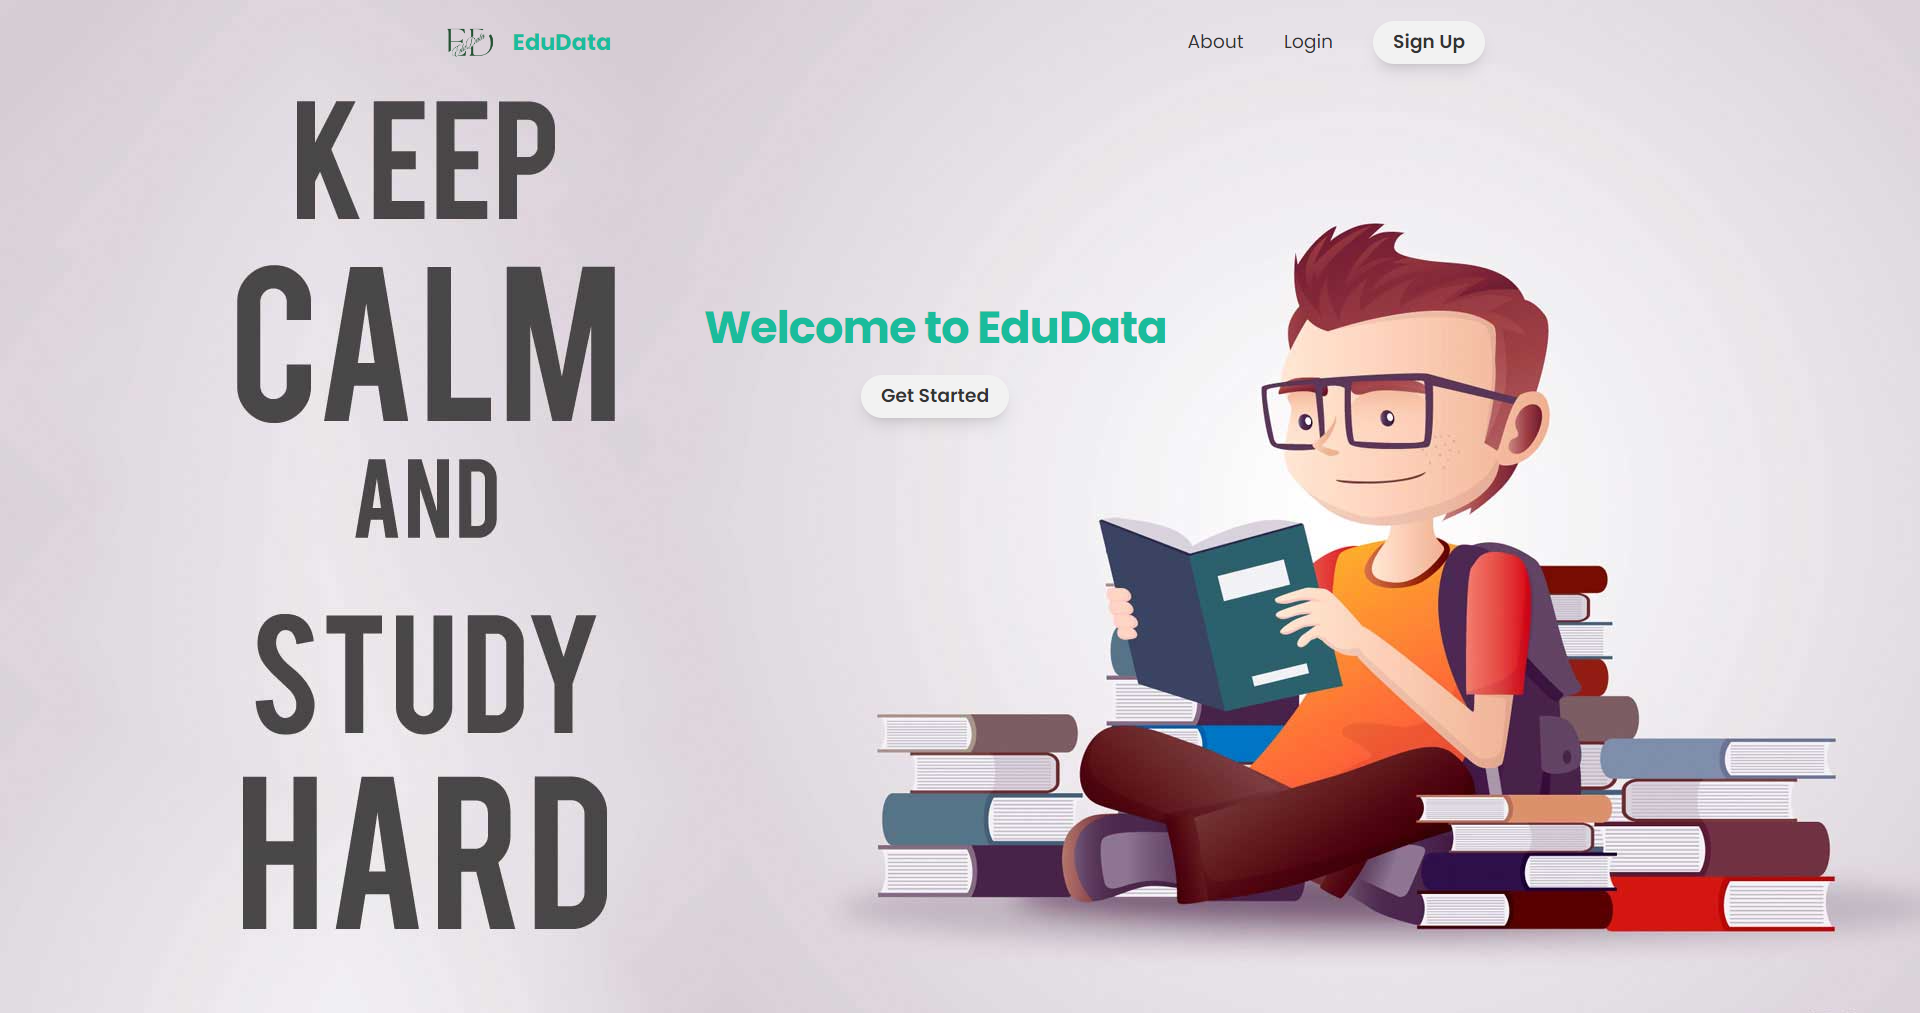 ED EduData
About Login Sign Up
KEEP
CALM
AND
STUDY
HARD
Welcome to EduData
Get Started